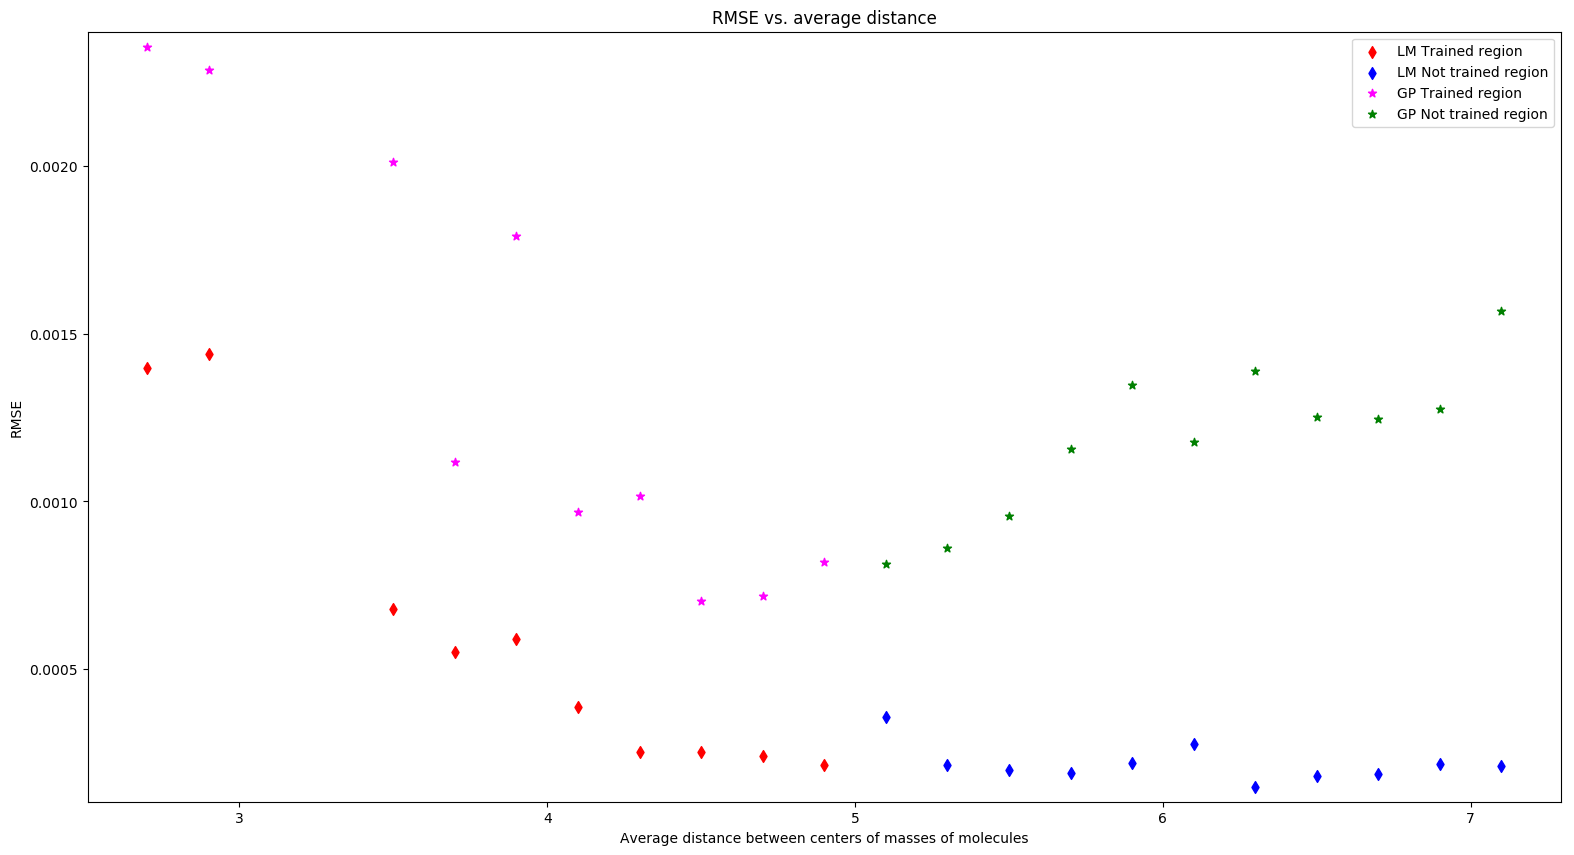 RMSE vs. average distance
LM Trained region
LM Not trained region
GP Trained region
GP Not trained region
RMSE
0.0020
0.0015
0.0010
0.0005
3
4
5
6
7
Average distance between centers of masses of molecules